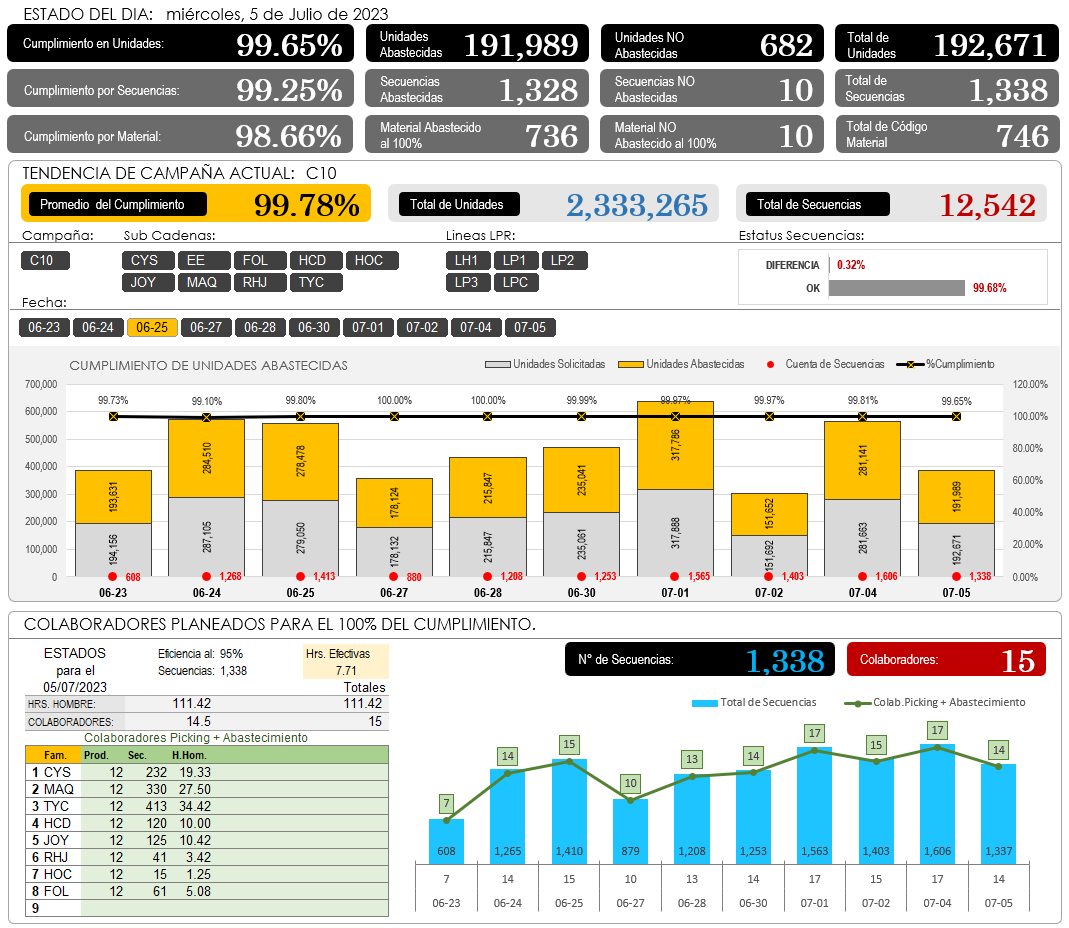 ESTADO DEL DIA: miércoles, 5 de Julio de 2023
Cumplimiento en Unidades: 99.65%
Unidades Abastecidas 191,989
Unidades NO Abastecidas 682
Total de Unidades 192,671
Cumplimiento por Secuencias: 99.25%
Secuencias Abastecidas 1,328
Secuencias NO Abastecidas 10
Total de Secuencias 1,338
Cumplimiento por Material: 98.66%
Material Abastecido al 100% 736
Material NO Abastecido al 100% 10
Total de Código Material 746
TENDENCIA DE CAMPAÑA ACTUAL: C10
Promedio del Cumplimiento 99.78%
Total de Unidades 2,333,265
Total de Secuencias 12,542
Campaña: Sub Cadenas: Lineas LPR: Estatus Secuencias:
C10 CYS EE FOL HCD HOC LH1 LP1 LP2
JOY MAQ RHJ TYC LP3 LPC
DIFERENCIA 0.32%
OK 99.68%
Fecha:
06-23 06-24 06-25 06-27 06-28 06-30 07-01 07-02 07-04 07-05
CUMPLIMIENTO DE UNIDADES ABASTECIDAS
Unidades Solicitadas Unidades Abastecidas Cuenta de Secuencias %Cumplimiento
700,000 120.00%
99.73% 99.10% 99.80% 100.00% 100.00% 99.99% 99.97% 99.97% 99.81% 99.65%
600,000 100.00%
500,000 80.00%
400,000
300,000 60.00%
200,000 40.00%
100,000 20.00%
0 0.00%
193,631 284,510 278,478 178,124 215,847 235,041 317,786 151,652 281,141 191,989
194,156 287,105 279,050 178,132 215,847 235,061 317,888 151,692 281,663 192,671
608 1,268 1,413 880 1,208 1,253 1,565 1,403 1,606 1,338
06-23 06-24 06-25 06-27 06-28 06-30 07-01 07-02 07-04 07-05
COLABORADORES PLANEADOS PARA EL 100% DEL CUMPLIMIENTO.
ESTADOS para el 05/07/2023
Eficiencia al: 95%
Secuencias: 1,338
Hrs. Efectivas
7.71
Totales
HRS. HOMBRE: 111.42 111.42
COLABORADORES: 14.5 15
Colaboradores Picking + Abastecimiento
Fam. Prod. Sec. H.Hom.
1 CYS 12 232 19.33
2 MAQ 12 330 27.50
3 TYC 12 413 34.42
4 HCD 12 120 10.00
5 JOY 12 125 10.42
6 RHJ 12 41 3.42
7 HOC 12 15 1.25
8 FOL 12 61 5.08
9
N° de Secuencias: 1,338
Colaboradores: 15
Total de Secuencias Colab.Picking + Abastecimiento
7 14 15 10 13 14 17 15 17 14
608 1,265 1,410 879 1,208 1,253 1,563 1,403 1,606 1,337
7 14 15 10 13 14 17 15 17 14
06-23 06-24 06-25 06-27 06-28 06-30 07-01 07-02 07-04 07-05